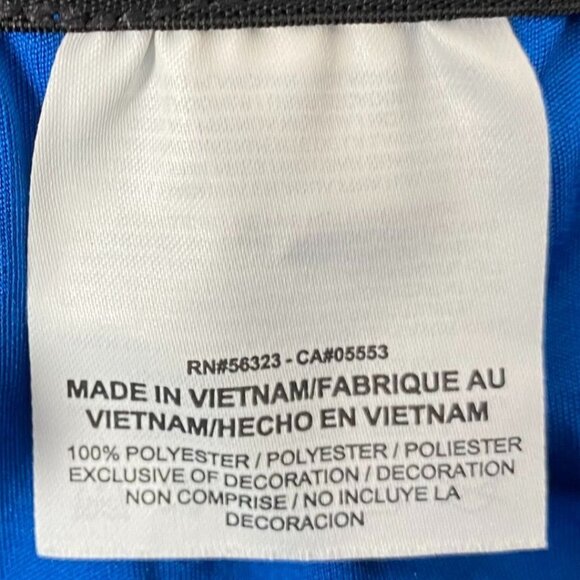 RN#56323 - CA#05553
MADE IN VIETNAM/FABRIQUE AU
VIETNAM/HECHO EN VIETNAM
100% POLYESTER / POLYESTER / POLIESTER
EXCLUSIVE OF DECORATION / DECORATION
NON COMPRISE / NO INCLUYE LA
DECORACION